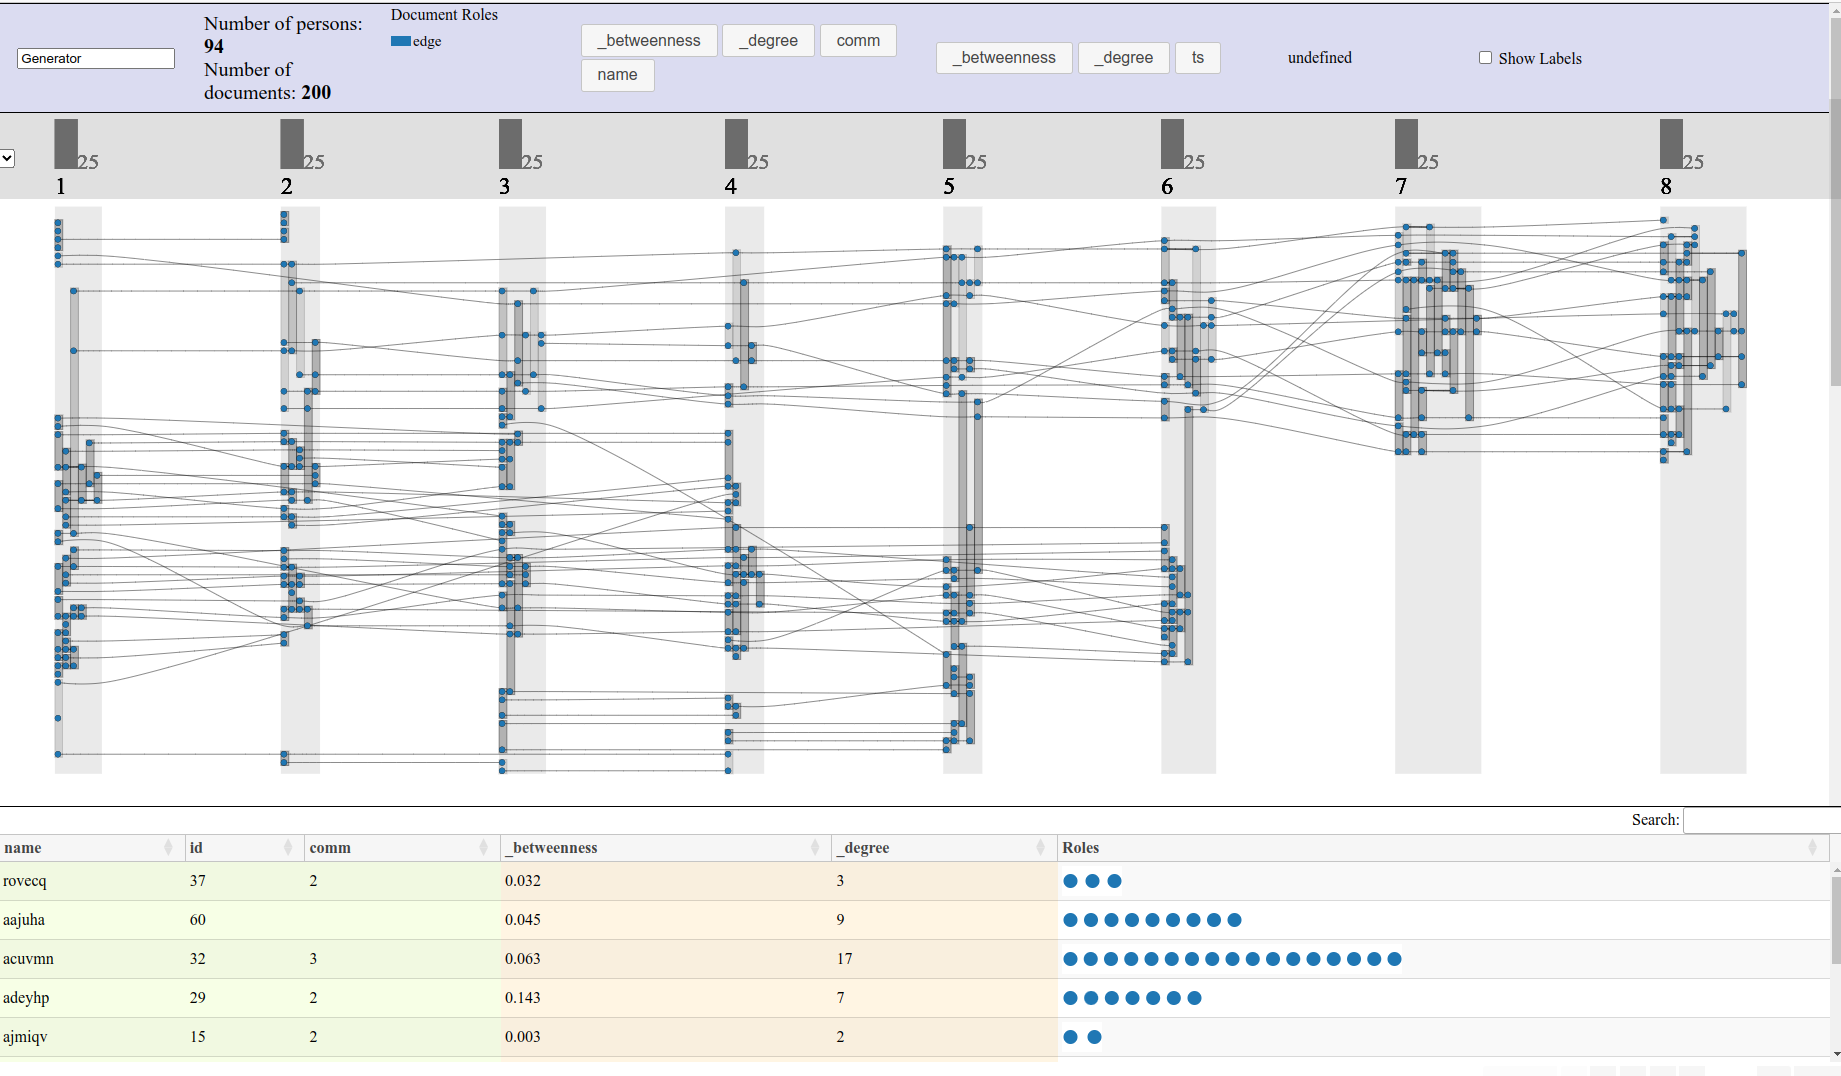 Generator
Number of persons:
94
Number of
documents: 200
Document Roles
edge
_betweenness _degree comm
name
_betweenness _degree ts
undefined
Show Labels
25 25 25 25 25 25 25 25
1 2 3 4 5 6 7 8
Search:
name id comm _betweenness _degree Roles
rovecq 37 2 0.032 3
aajuha 60 0.045 9
acuvmn 32 3 0.063 17
adeyhp 29 2 0.143 7
ajmiqv 15 2 0.003 2